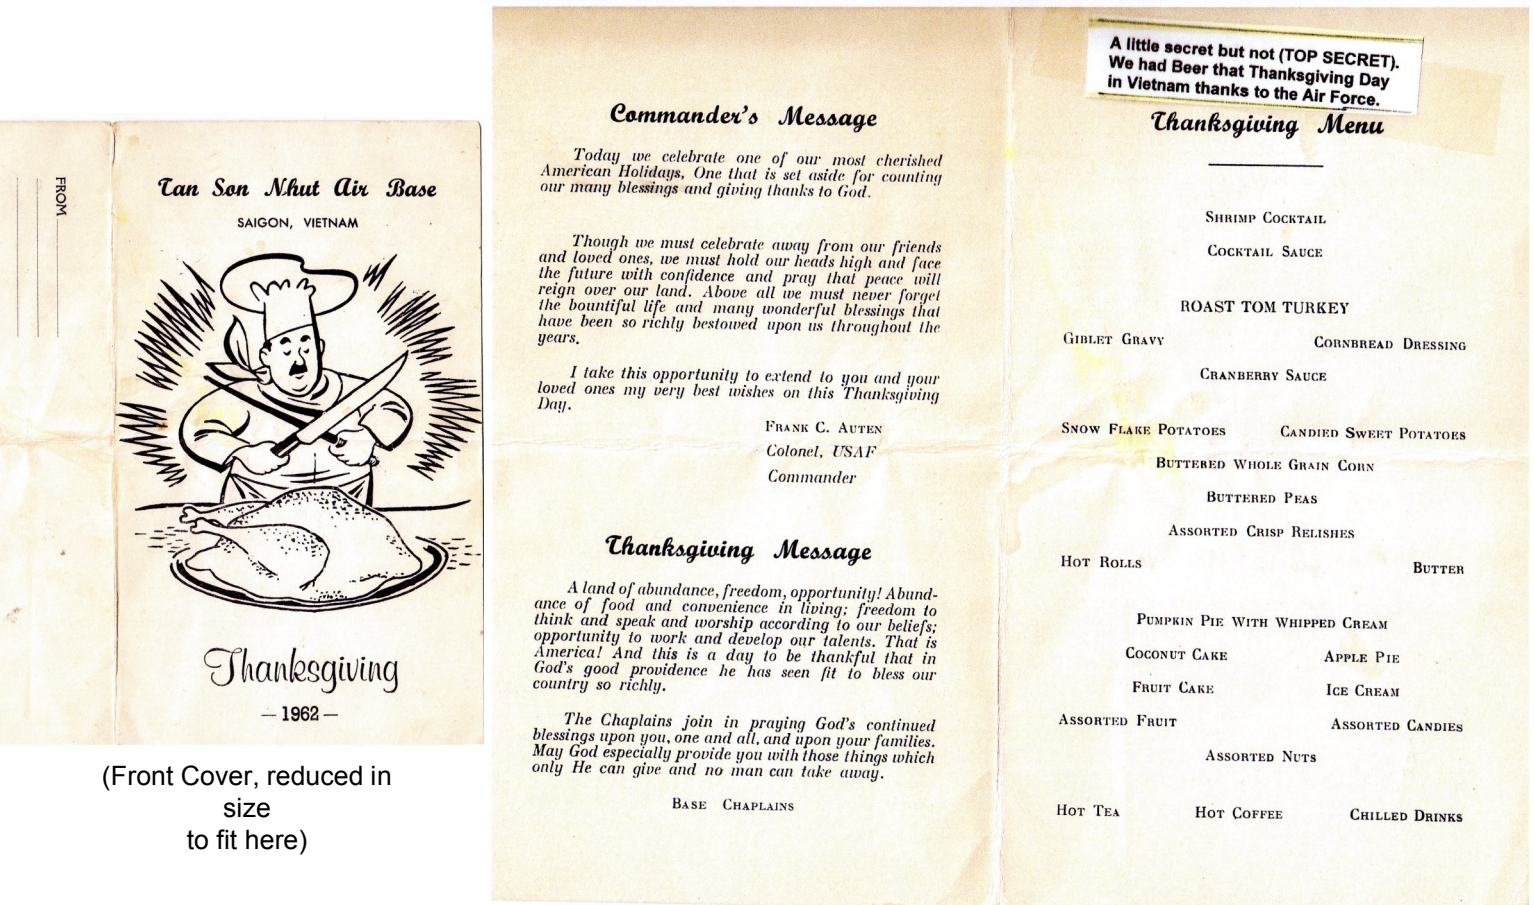 FROM
Tan Son Nhut Air Base
SAIGON, VIETNAM
Thanksgiving
— 1962 —
(Front Cover, reduced in
size
to fit here)
Commander's Message
Today we celebrate one of our most cherished
American Holidays, One that is set aside for counting
our many blessings and giving thanks to God.
Though we must celebrate away from our friends
and loved ones, we must hold our heads high and face
the future with confidence and pray that peace will
reign over our land. Above all we must never forget
the bountiful life and many wonderful blessings that
have been so richly bestowed upon us throughout the
years.
I take this opportunity to extend to you and your
loved ones my very best wishes on this Thanksgiving
Day.
FRANK C. AUTEN
Colonel, USAF
Commander
Thanksgiving Message
A land of abundance, freedom, opportunity! Abund-
ance of food and convenience in living; freedom to
think and speak and worship according to our beliefs;
opportunity to work and develop our talents. That is
America! And this is a day to be thankful that in
God's good providence he has seen fit to bless our
country so richly.
The Chaplains join in praying God's continued
blessings upon you, one and all, and upon your families.
May God especially provide you with those things which
only He can give and no man can take away.
BASE CHAPLAINS
A little secret but not (TOP SECRET).
We had Beer that Thanksgiving Day
in Vietnam thanks to the Air Force.
Thanksgiving Menu
SHRIMP COCKTAIL
COCKTAIL SAUCE
ROAST TOM TURKEY
GIBLET GRAVY CORNBREAD DRESSING
CRANBERRY SAUCE
SNOW FLAKE POTATOES CANDIED SWEET POTATOES
BUTTERED WHOLE GRAIN CORN
BUTTERED PEAS
ASSORTED CRISP RELISHES
HOT ROLLS BUTTER
PUMPKIN PIE WITH WHIPPED CREAM
COCONUT CAKE APPLE PIE
FRUIT CAKE ICE CREAM
ASSORTED FRUIT ASSORTED CANDIES
ASSORTED NUTS
HOT TEA HOT COFFEE CHILLED DRINKS